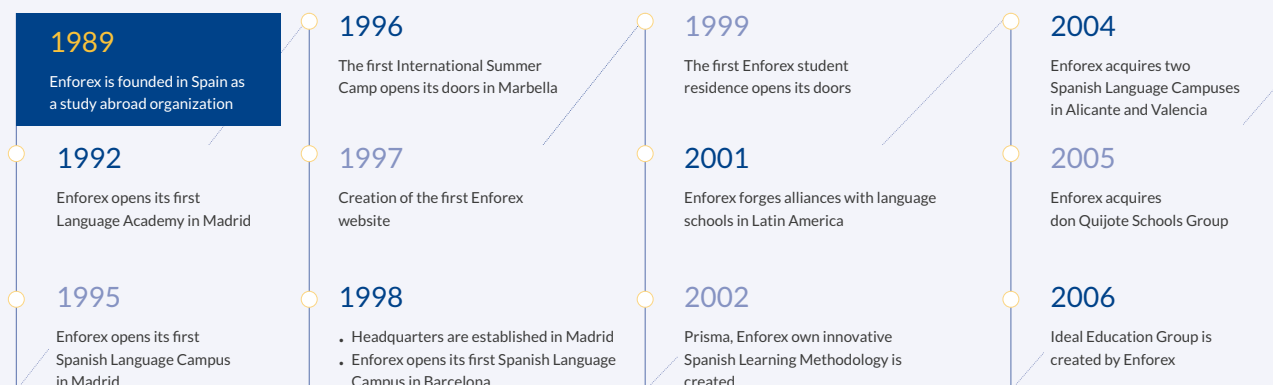 1989
Enforex is founded in Spain as
a study abroad organization
1992
Enforex opens its first
Language Academy in Madrid
1995
Enforex opens its first
Spanish Language Campus
in Madrid
1996
The first International Summer
Camp opens its doors in Marbella
1997
Creation of the first Enforex
website
1998
• Headquarters are established in Madrid
• Enforex opens its first Spanish Language
Campus in Barcelona
1999
The first Enforex student
residence opens its doors
2001
Enforex forges alliances with language
schools in Latin America
2002
Prisma, Enforex own innovative
Spanish Learning Methodology is
created
2004
Enforex acquires two
Spanish Language Campuses
in Alicante and Valencia
2005
Enforex acquires
don Quijote Schools Group
2006
Ideal Education Group is
created by Enforex